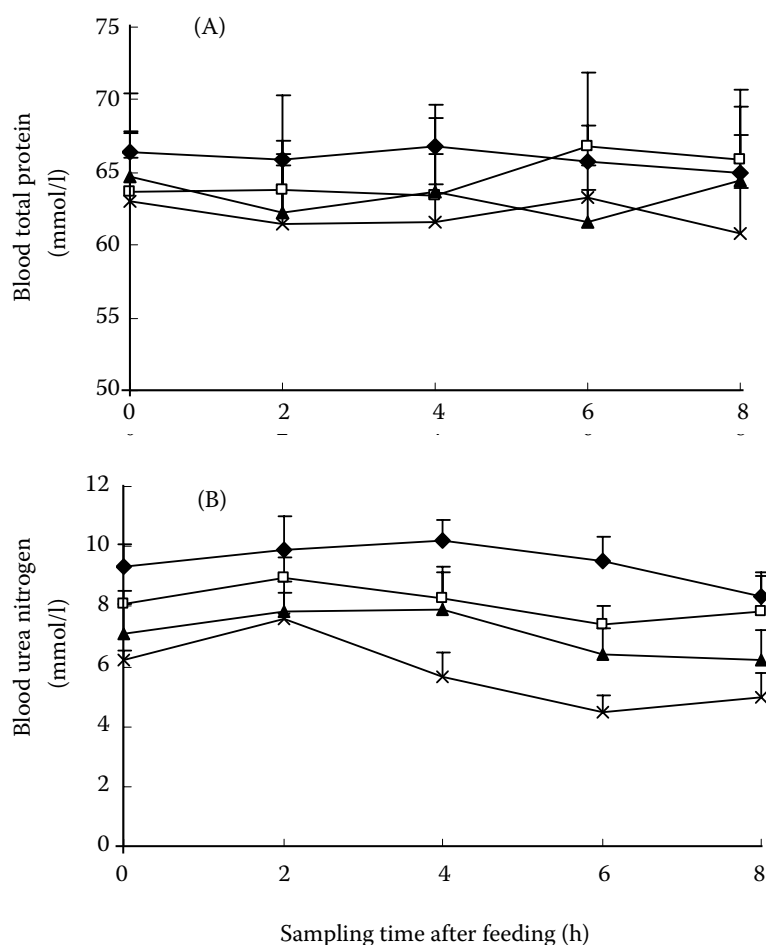 (A)
75
70
65
60
55
50
Blood total protein
(mmol/l)
0 2 4 6 8
(B)
12
10
8
6
4
2
0
Blood urea nitrogen
(mmol/l)
0 2 4 6 8
Sampling time after feeding (h)